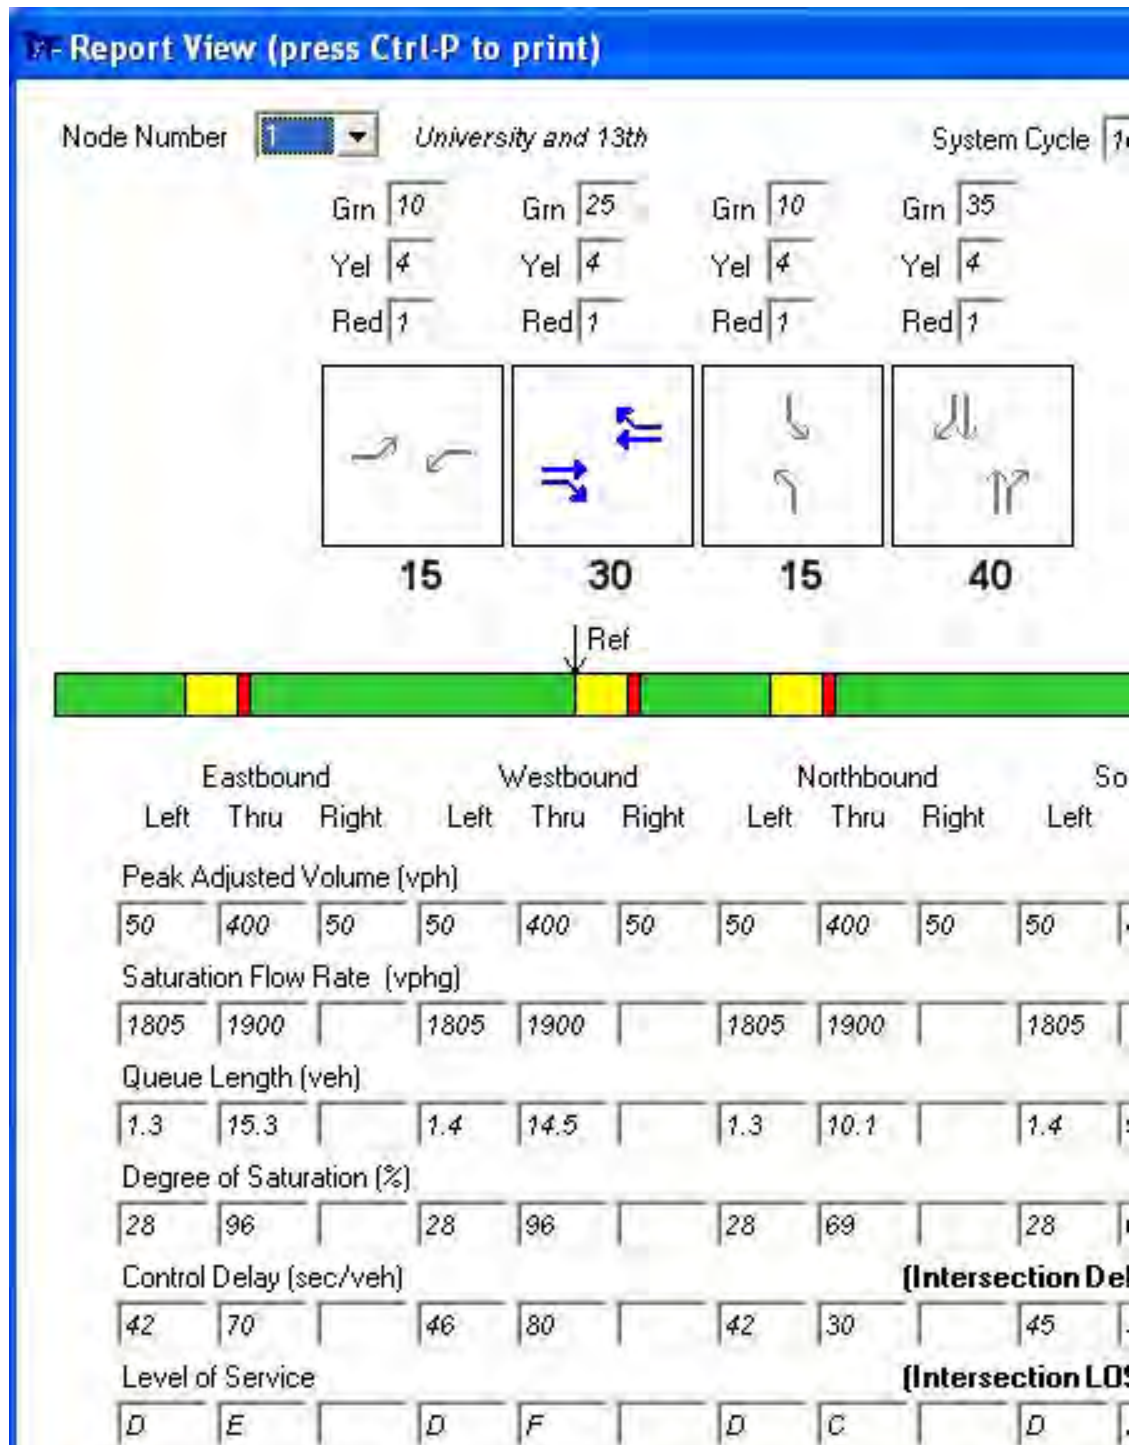 Report View (press Ctrl-P to print)
Node Number 1 University and 13th System Cycle
Grn 10 Grn 25 Grn 10 Grn 35
Yel 4 Yel 4 Yel 4 Yel 4
Red 1 Red 1 Red 1 Red 1
15 30 15 40
Ref
Eastbound Westbound Northbound So
Left Thru Right Left Thru Right Left Thru Right Left
Peak Adjusted Volume (vph)
50 400 50 50 400 50 50 400 50 50
Saturation Flow Rate (vphg)
1805 1900 1805 1900 1805 1900 1805
Queue Length (veh)
1.3 15.3 1.4 14.5 1.3 10.1 1.4
Degree of Saturation (%)
28 96 28 96 28 69 28
Control Delay (sec/veh) (Intersection Del
42 70 46 80 42 30 45
Level of Service (Intersection LOS
D E D F D C D